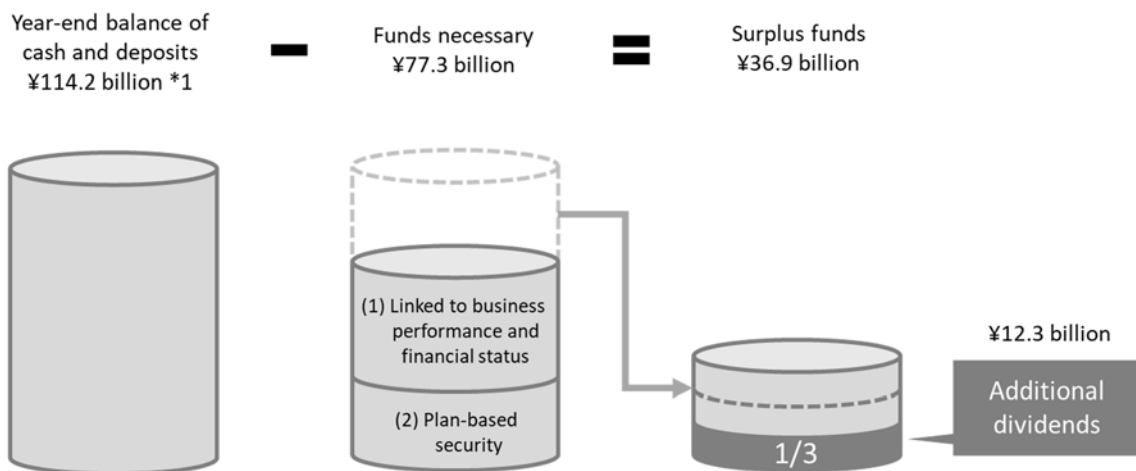 Year-end balance of
cash and deposits
¥114.2 billion *1
Funds necessary
¥77.3 billion
Surplus funds
¥36.9 billion
(1) Linked to business
performance and
financial status
(2) Plan-based
security
1/3
¥12.3 billion
Additional
dividends